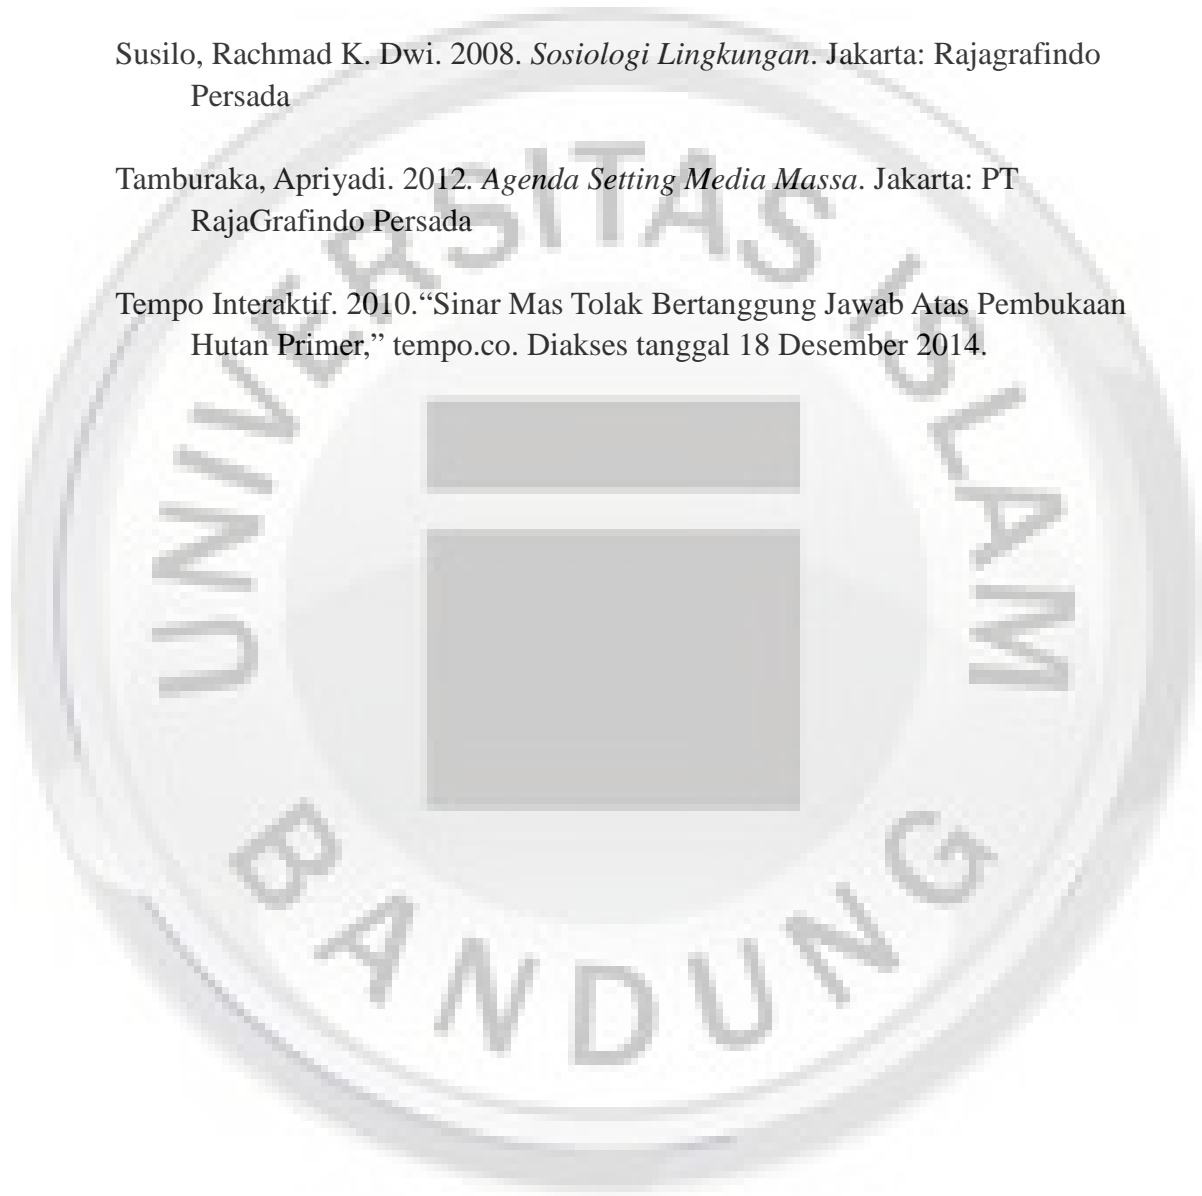 Susilo, Rachmad K. Dwi. 2008. Sosiologi Lingkungan. Jakarta: Rajagrafindo
Persada
Tamburaka, Apriyadi. 2012. Agenda Setting Media Massa. Jakarta: PT
RajaGrafindo Persada
Tempo Interaktif. 2010.“Sinar Mas Tolak Bertanggung Jawab Atas Pembukaan
Hutan Primer,” tempo.co. Diakses tanggal 18 Desember 2014.
UNIVERSITAS ISLAM
BANDUNG